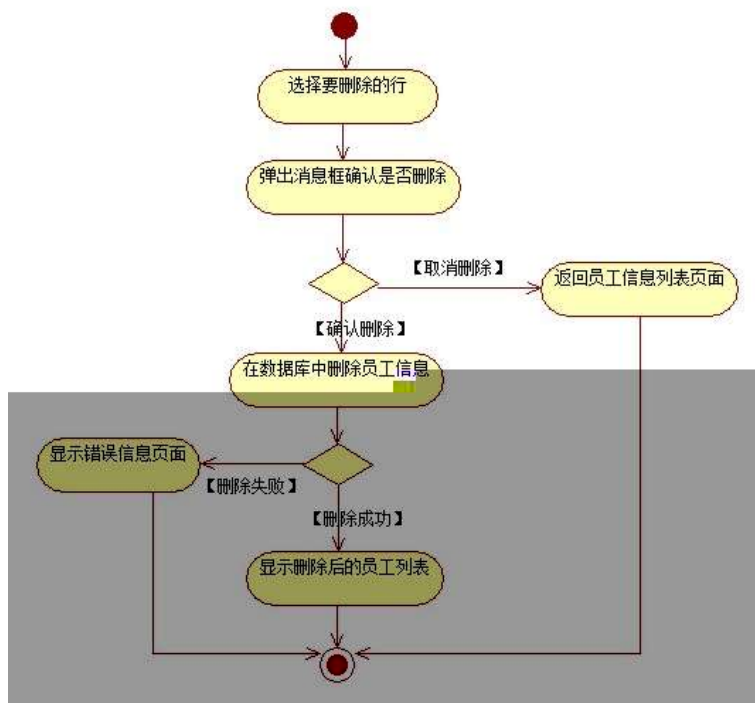 选择要删除的行
弹出消息框确认是否删除
【取消删除】
返回员工信息列表页面
【确认删除】
在数据库中删除员工信息
显示错误信息页面
【删除失败】
【删除成功】
显示删除后的员工列表